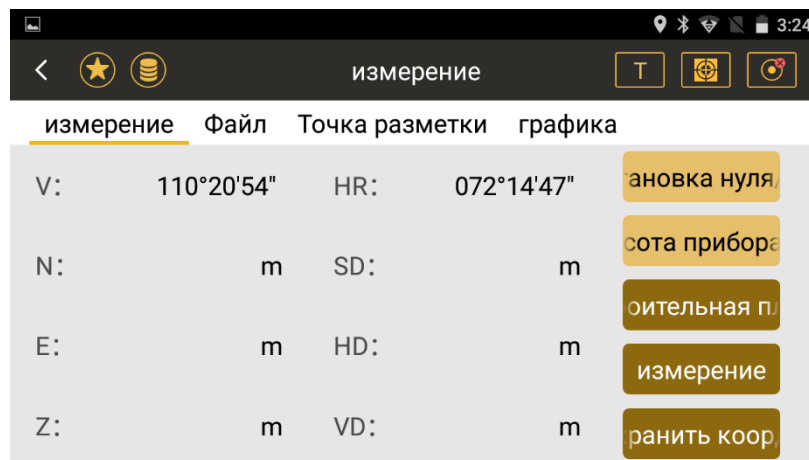 3:24
измерение
T
измерение Файл Точка разметки графика
V: 110°20'54" HR: 072°14'47" ановка нуля/
N: m SD: m сота прибора
оительная пл
E: m HD: m
измерение
Z: m VD: m
ранить коор